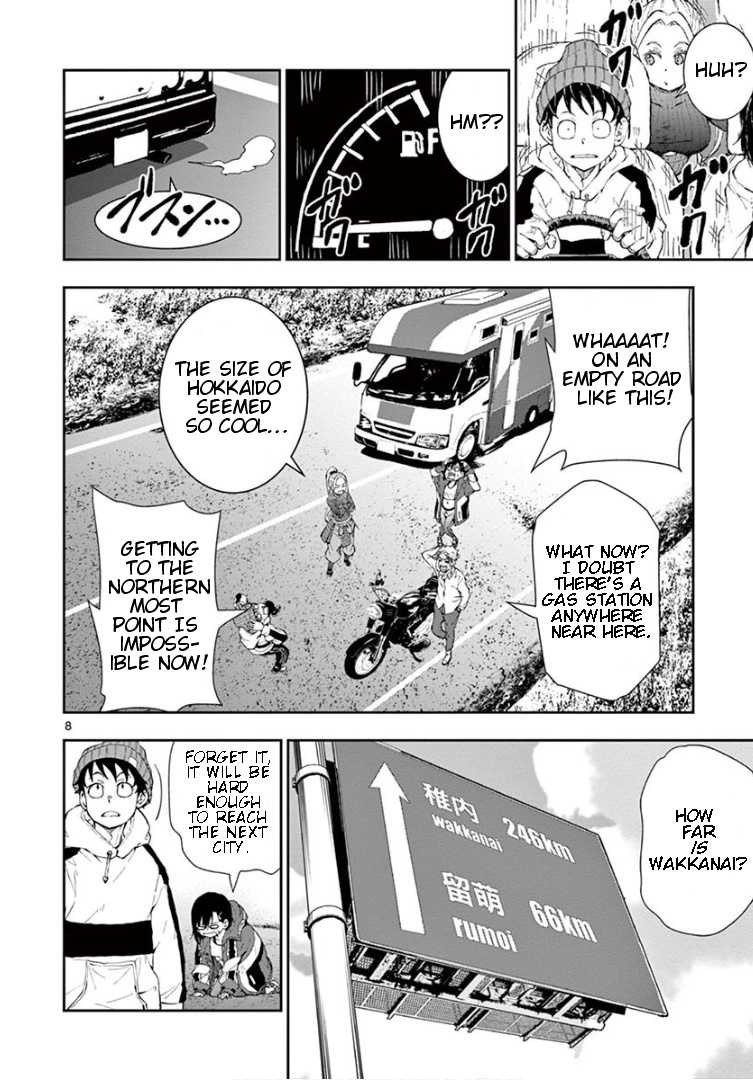 HUH?
ガク
ガク
HM??
F
E
ガク
ガク
ブスン…
WHAAAAT!
ON AN
EMPTY ROAD
LIKE THIS!
THE SIZE OF
HOKKAIDO
SEEMED
SO COOL...
WHAT NOW?
I DOUBT
THERE'S A
GAS STATION
ANYWHERE
NEAR HERE.
GETTING
TO THE
NORTHERN
MOST
POINT IS
IMPOSS-
IBLE NOW!
8
HOW
FAR
IS
WAKKANAI?
稚内 246km
wakkanai
留萌 66km
rumoi
FORGET IT,
IT WILL BE
HARD
ENOUGH
TO REACH
THE NEXT
CITY.